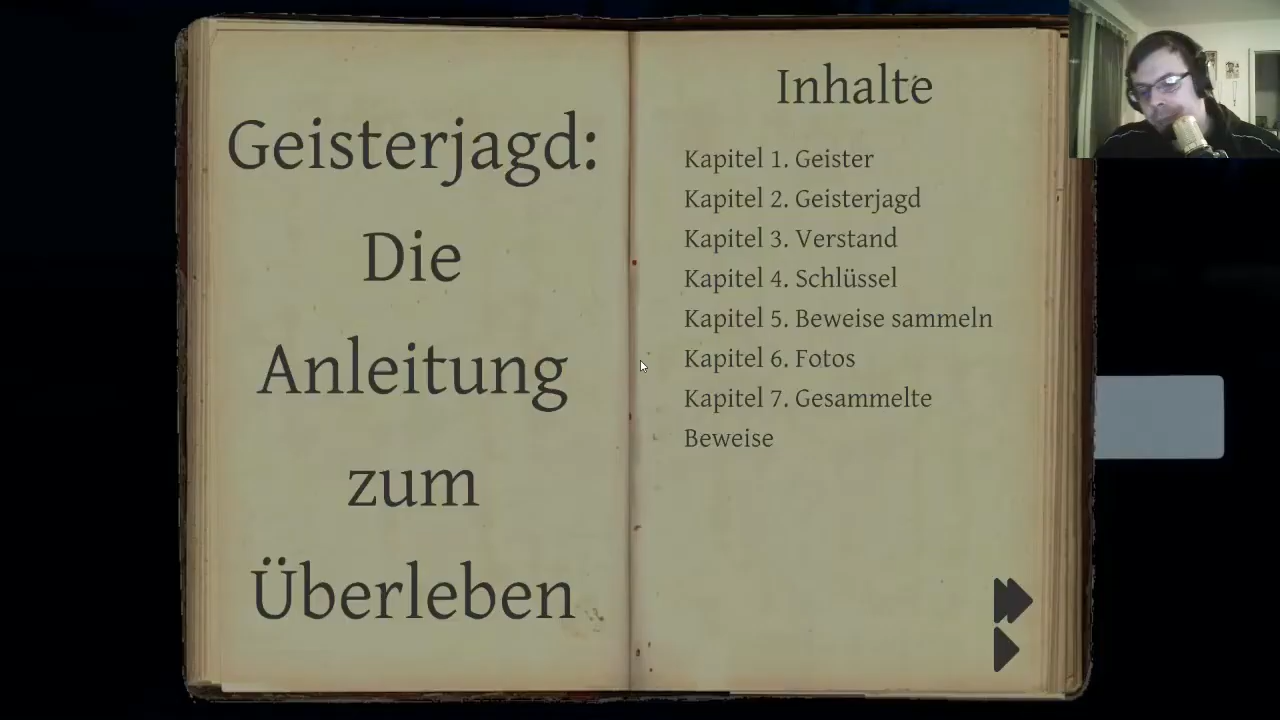 Geisterjagd:
Die
Anleitung
zum
Überleben
Inhalte
Kapitel 1. Geister
Kapitel 2. Geisterjagd
Kapitel 3. Verstand
Kapitel 4. Schlüssel
Kapitel 5. Beweise sammeln
Kapitel 6. Fotos
Kapitel 7. Gesammelte
Beweise